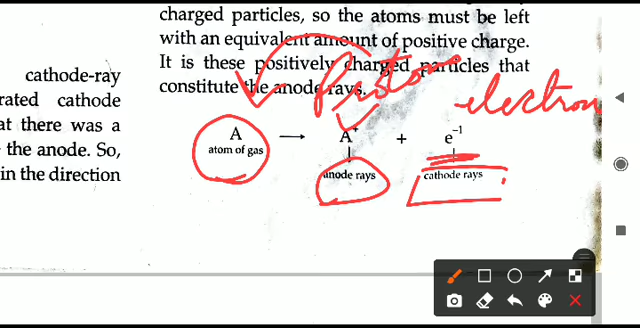 charged particles, so the atoms must be left
with an equivalent amount of positive charge.
It is these positively charged particles that
constitute the anode rays.
cathode-ray
rated cathode
at there was a
the anode. So,
in the direction
Protons
electron
A → A⁺ + e⁻¹
atom of gas
anode rays
cathode rays